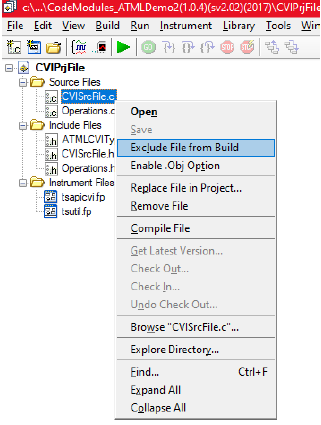 c:\...\CodeModules_ATMLDemo2(1.0.4)(sv2.02)(2017)\CVIPrjFile
File Edit View Build Run Instrument Library Tools Wind
CVIPrjFile
Source Files
CVISrcFile.c
Operations.c
Include Files
ATMLCVITy
CVISrcFile.h
Operations.h
Instrument Files
tsapicvi.fp
tsutil.fp
Open
Save
Exclude File from Build
Enable .Obj Option
Replace File in Project...
Remove File
Compile File
Get Latest Version...
Check Out...
Check In...
Undo Check Out...
Browse "CVISrcFile.c"...
Explore Directory...
Find... Ctrl+F
Expand All
Collapse All